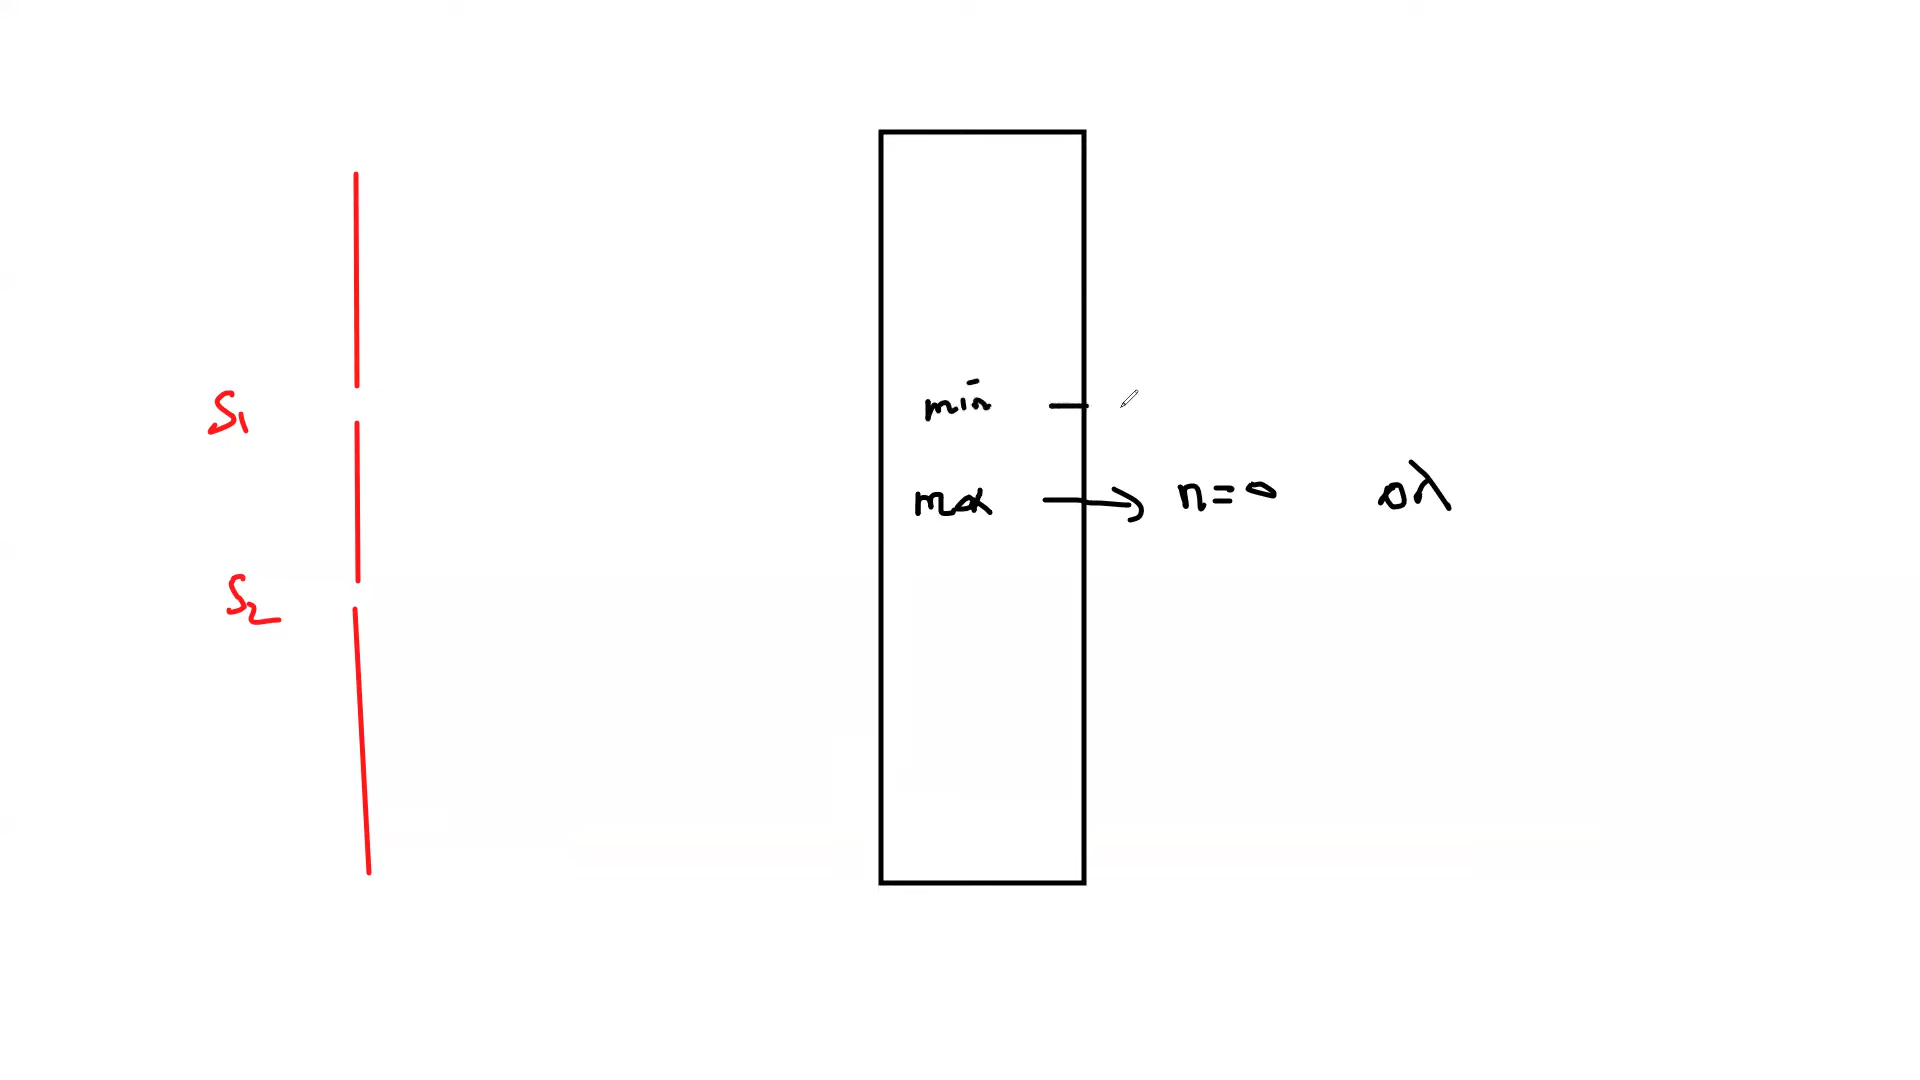 S1
min
max → n=0 0λ
S2